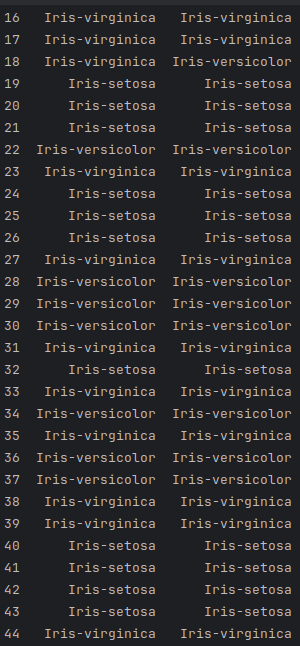 16 Iris-virginica Iris-virginica
17 Iris-virginica Iris-virginica
18 Iris-virginica Iris-versicolor
19 Iris-setosa Iris-setosa
20 Iris-setosa Iris-setosa
21 Iris-setosa Iris-setosa
22 Iris-versicolor Iris-versicolor
23 Iris-virginica Iris-virginica
24 Iris-setosa Iris-setosa
25 Iris-setosa Iris-setosa
26 Iris-setosa Iris-setosa
27 Iris-virginica Iris-virginica
28 Iris-versicolor Iris-versicolor
29 Iris-versicolor Iris-versicolor
30 Iris-versicolor Iris-versicolor
31 Iris-virginica Iris-virginica
32 Iris-setosa Iris-setosa
33 Iris-virginica Iris-virginica
34 Iris-versicolor Iris-versicolor
35 Iris-virginica Iris-virginica
36 Iris-versicolor Iris-versicolor
37 Iris-versicolor Iris-versicolor
38 Iris-virginica Iris-virginica
39 Iris-virginica Iris-virginica
40 Iris-setosa Iris-setosa
41 Iris-setosa Iris-setosa
42 Iris-setosa Iris-setosa
43 Iris-setosa Iris-setosa
44 Iris-virginica Iris-virginica